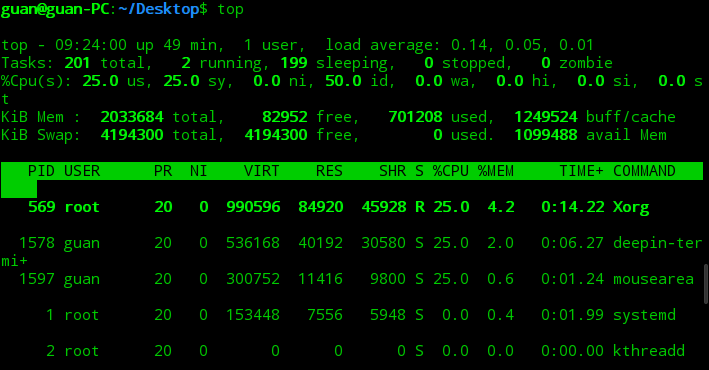 guan@guan-PC:~/Desktop$ top
top - 09:24:00 up 49 min,  1 user,  load average: 0.14, 0.05, 0.01
Tasks: 201 total,   2 running, 199 sleeping,   0 stopped,   0 zombie
%Cpu(s): 25.0 us, 25.0 sy,  0.0 ni, 50.0 id,  0.0 wa,  0.0 hi,  0.0 si,  0.0 s
t
KiB Mem :  2033684 total,    82952 free,   701208 used,  1249524 buff/cache
KiB Swap:  4194300 total,  4194300 free,        0 used.  1099488 avail Mem
PID USER      PR  NI    VIRT    RES    SHR S %CPU %MEM     TIME+ COMMAND
569 root      20   0  990596  84920  45928 R 25.0  4.2   0:14.22 Xorg
1578 guan      20   0  536168  40192  30580 S 25.0  2.0   0:06.27 deepin-ter
mi+
1597 guan      20   0  300752  11416   9800 S 25.0  0.6   0:01.24 mousearea
1 root      20   0  153448   7556   5948 S  0.0  0.4   0:01.99 systemd
2 root      20   0       0      0      0 S  0.0  0.0   0:00.00 kthreadd